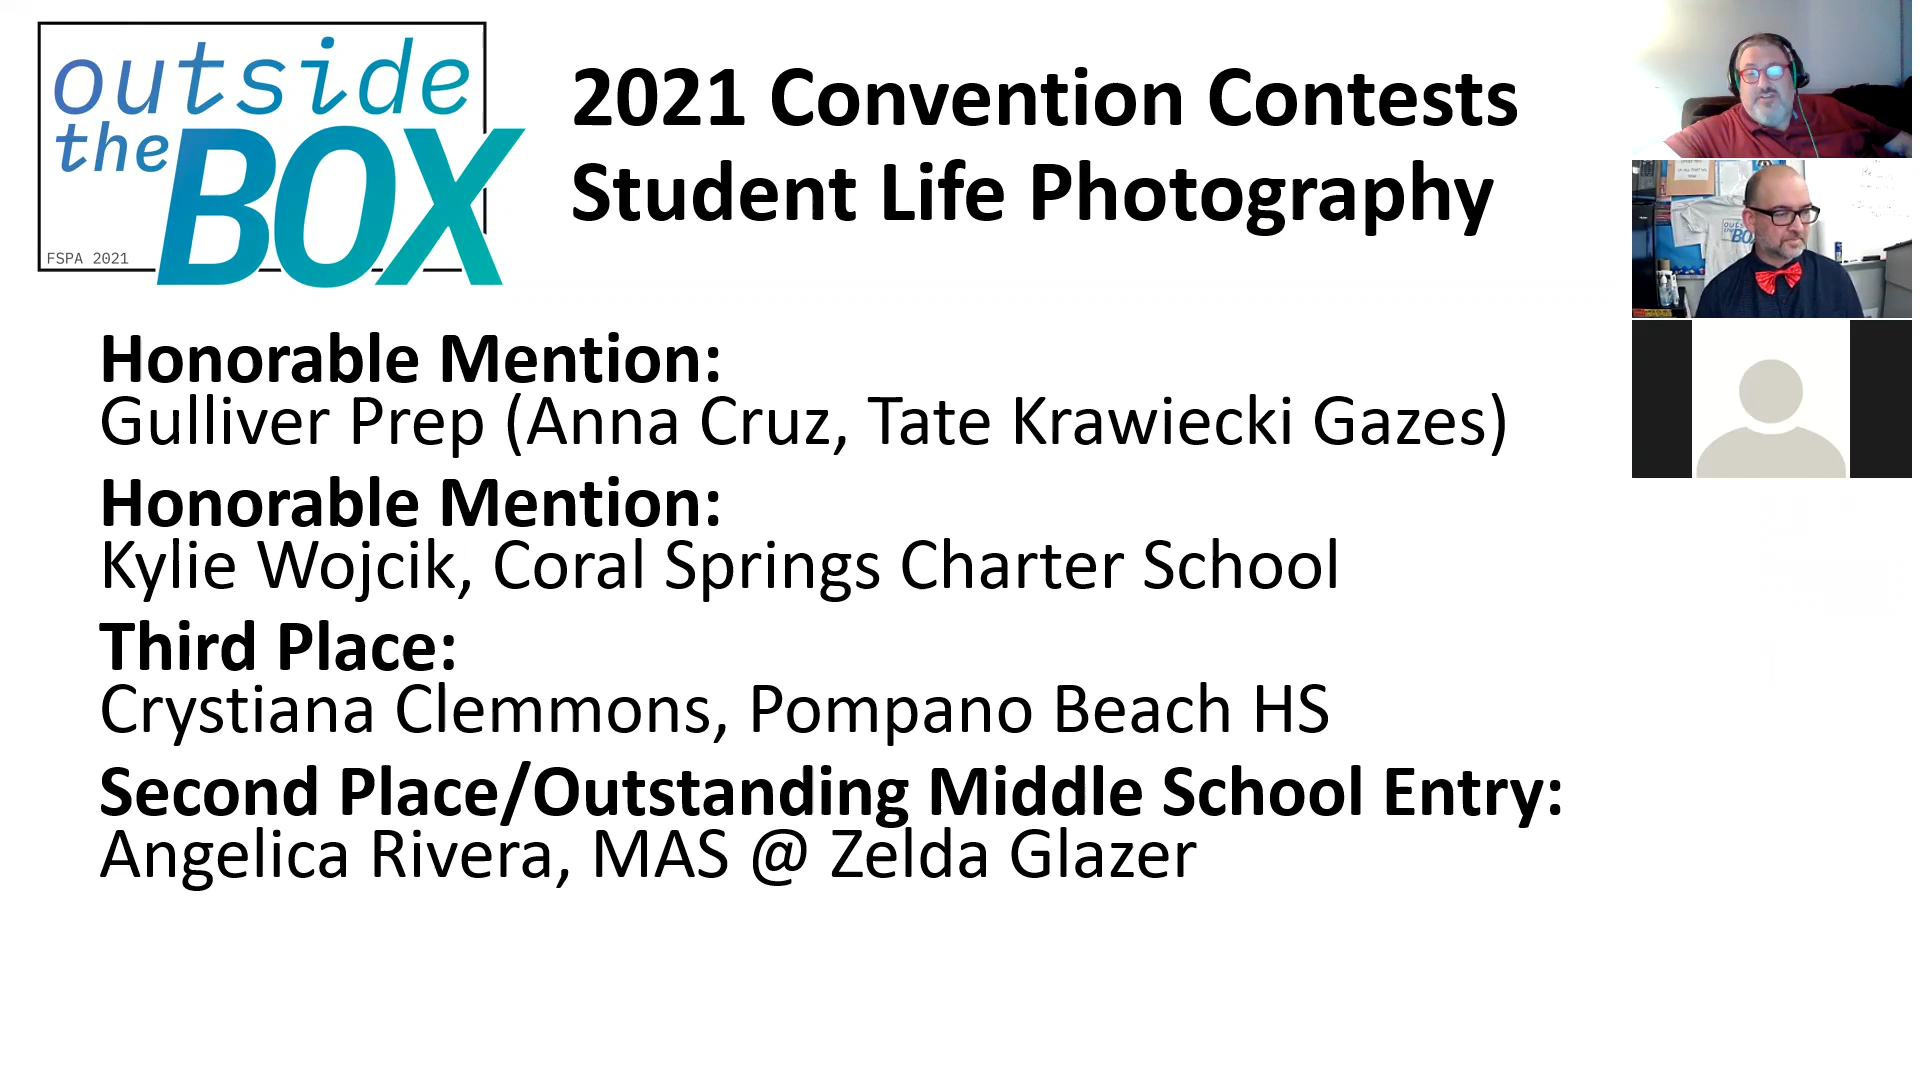 outside
the BOX
FSPA 2021
2021 Convention Contests
Student Life Photography
Honorable Mention:
Gulliver Prep (Anna Cruz, Tate Krawiecki Gazes)
Honorable Mention:
Kylie Wojcik, Coral Springs Charter School
Third Place:
Crystiana Clemmons, Pompano Beach HS
Second Place/Outstanding Middle School Entry:
Angelica Rivera, MAS @ Zelda Glazer